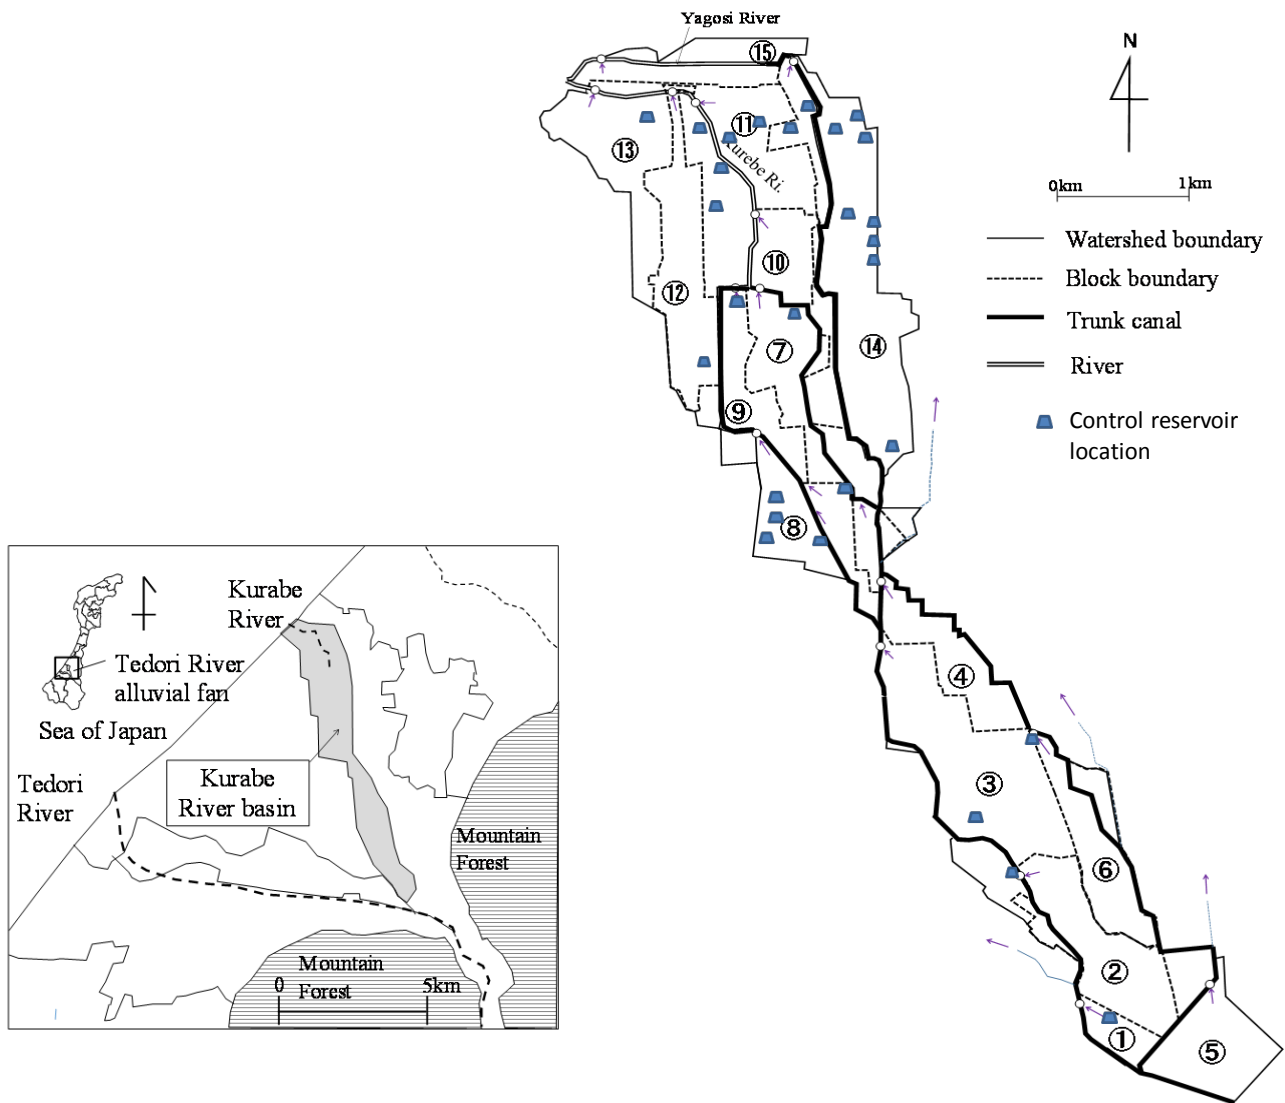 Yagosi River
⑮
N
⑪
⑬
urebe Ri.
0km
1km
Watershed boundary
⑩
Block boundary
⑫
Trunk canal
⑦
⑭
River
⑨
Control reservoir
location
⑧
④
③
⑥
②
①
⑤
Kurabe
River
Tedori River
alluvial fan
Sea of Japan
Tedori
River
Kurabe
River basin
Mountain
Forest
Mountain
Forest
0
5km